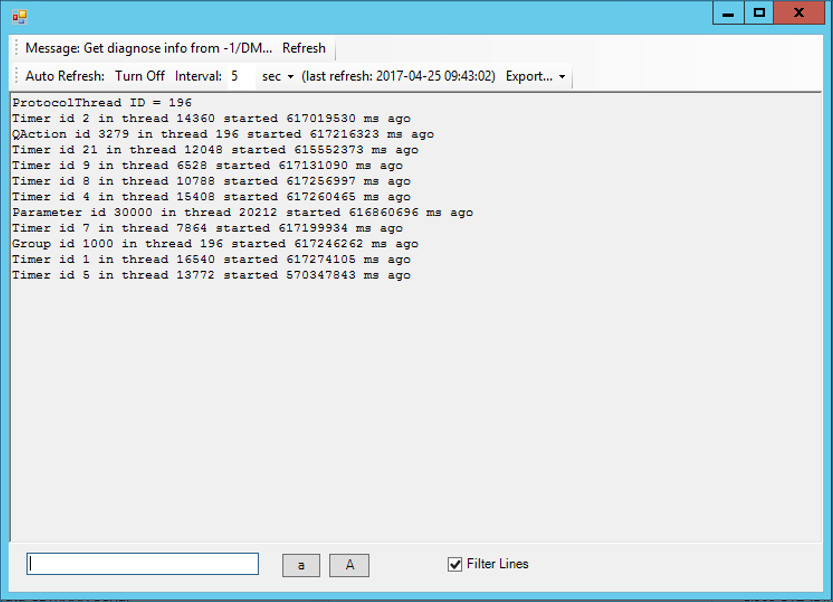 Message: Get diagnose info from -1/DM... Refresh
Auto Refresh: Turn Off Interval: 5 sec (last refresh: 2017-04-25 09:43:02) Export...
ProtocolThread ID = 196
Timer id 2 in thread 14360 started 617019530 ms ago
QAction id 3279 in thread 196 started 617216323 ms ago
Timer id 21 in thread 12048 started 615552373 ms ago
Timer id 9 in thread 6528 started 617131090 ms ago
Timer id 8 in thread 10788 started 617256997 ms ago
Timer id 4 in thread 15408 started 617260465 ms ago
Parameter id 30000 in thread 20212 started 616860696 ms ago
Timer id 7 in thread 7864 started 617199934 ms ago
Group id 1000 in thread 196 started 617246262 ms ago
Timer id 1 in thread 16540 started 617274105 ms ago
Timer id 5 in thread 13772 started 570347843 ms ago
a A Filter Lines